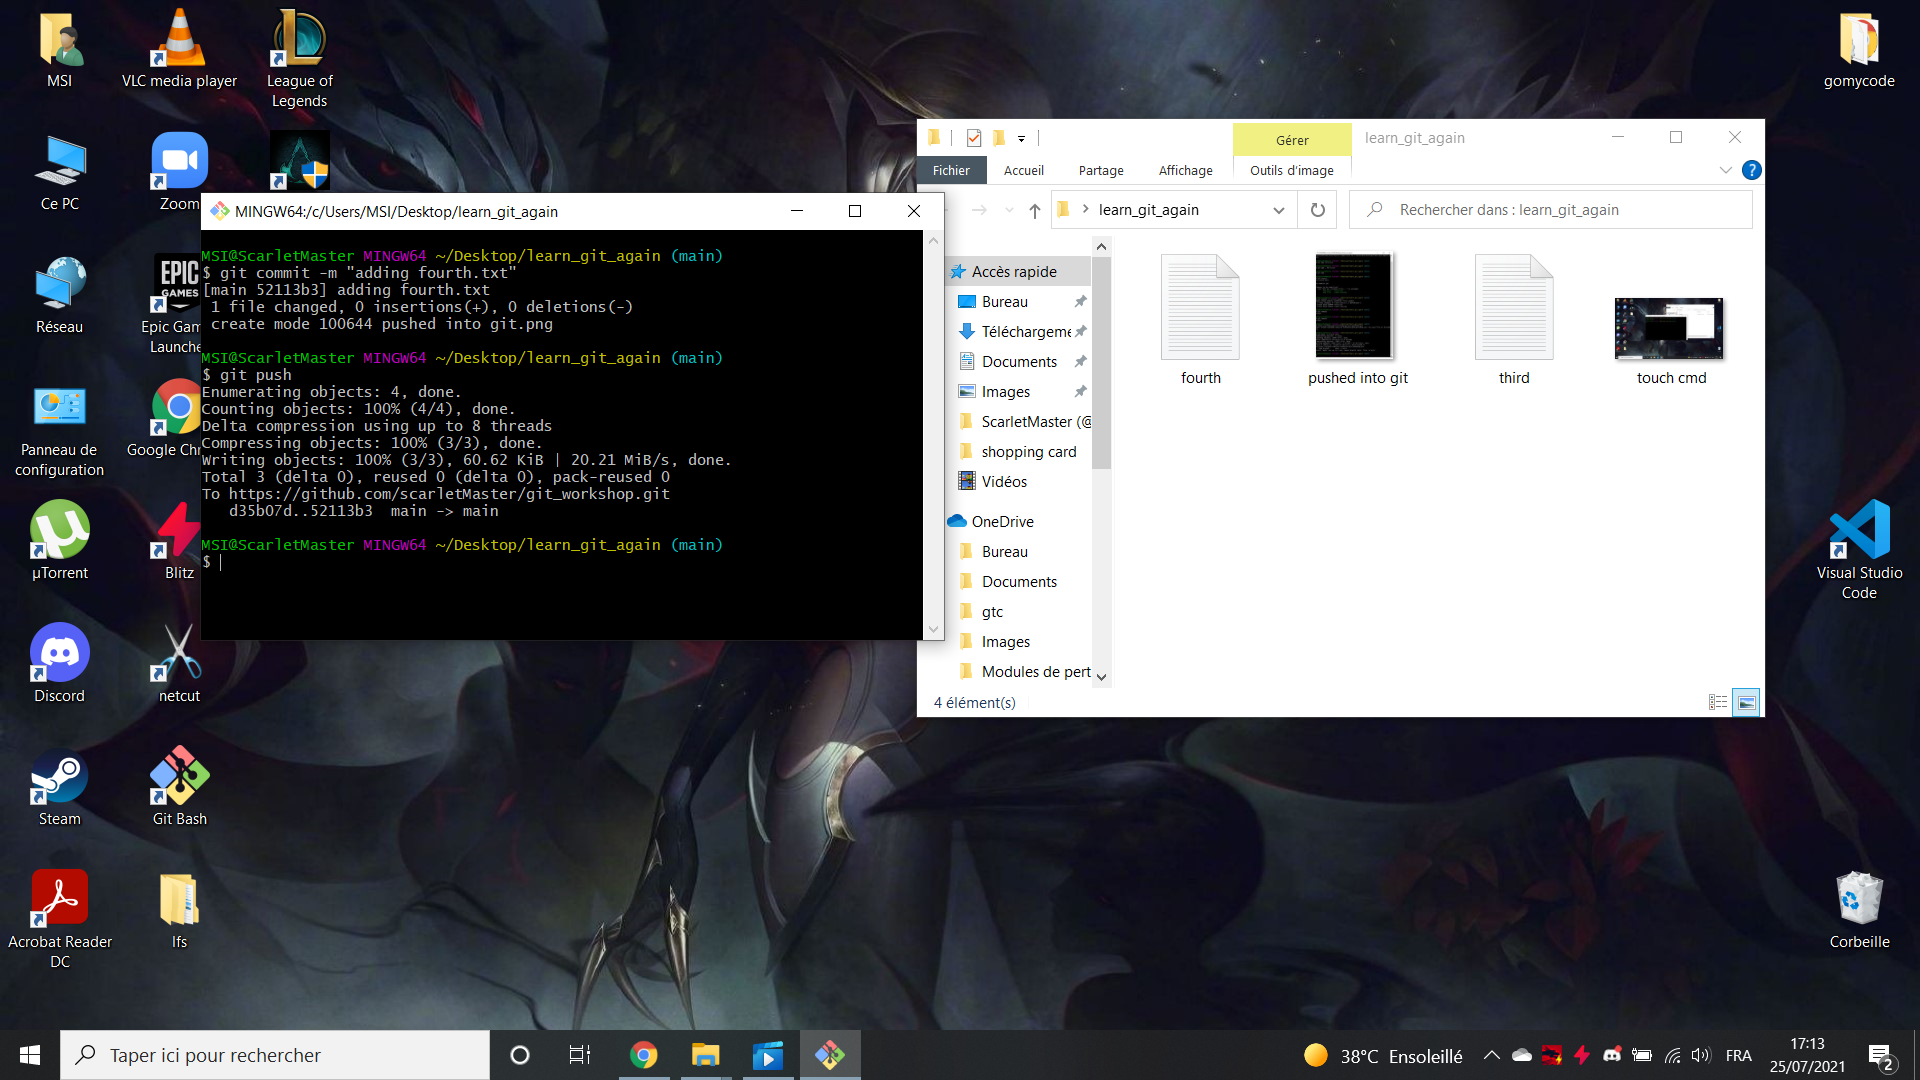 MSI
VLC media player
League of
Legends
gomycode
Ce PC
Zoom
Réseau
EPIC
GAMES
Epic Gam
Launche
Panneau de
configuration
Google Chr
µTorrent
Blitz
Discord
netcut
Steam
Git Bash
Acrobat Reader
DC
lfs
Visual Studio
Code
Corbeille
MINGW64:/c/Users/MSI/Desktop/learn_git_again
MSI@ScarletMaster MINGW64 ~/Desktop/learn_git_again (main)
$ git commit -m "adding fourth.txt"
[main 52113b3] adding fourth.txt
1 file changed, 0 insertions(+), 0 deletions(-)
create mode 100644 pushed into git.png
MSI@ScarletMaster MINGW64 ~/Desktop/learn_git_again (main)
$ git push
Enumerating objects: 4, done.
Counting objects: 100% (4/4), done.
Delta compression using up to 8 threads
Compressing objects: 100% (3/3), done.
Writing objects: 100% (3/3), 60.62 KiB | 20.21 MiB/s, done.
Total 3 (delta 0), reused 0 (delta 0), pack-reused 0
To https://github.com/scarletMaster/git_workshop.git
d35b07d..52113b3 main -> main
MSI@ScarletMaster MINGW64 ~/Desktop/learn_git_again (main)
$
Gérer
learn_git_again
Fichier
Accueil
Partage
Affichage
Outils d'image
learn_git_again
Rechercher dans : learn_git_again
Accès rapide
Bureau
Téléchargeme
Documents
Images
ScarletMaster (@
shopping card
Vidéos
OneDrive
Bureau
Documents
gtc
Images
Modules de pert
fourth
pushed into git
third
touch cmd
4 élément(s)
Taper ici pour rechercher
38°C Ensoleillé
FRA
17:13
25/07/2021
2